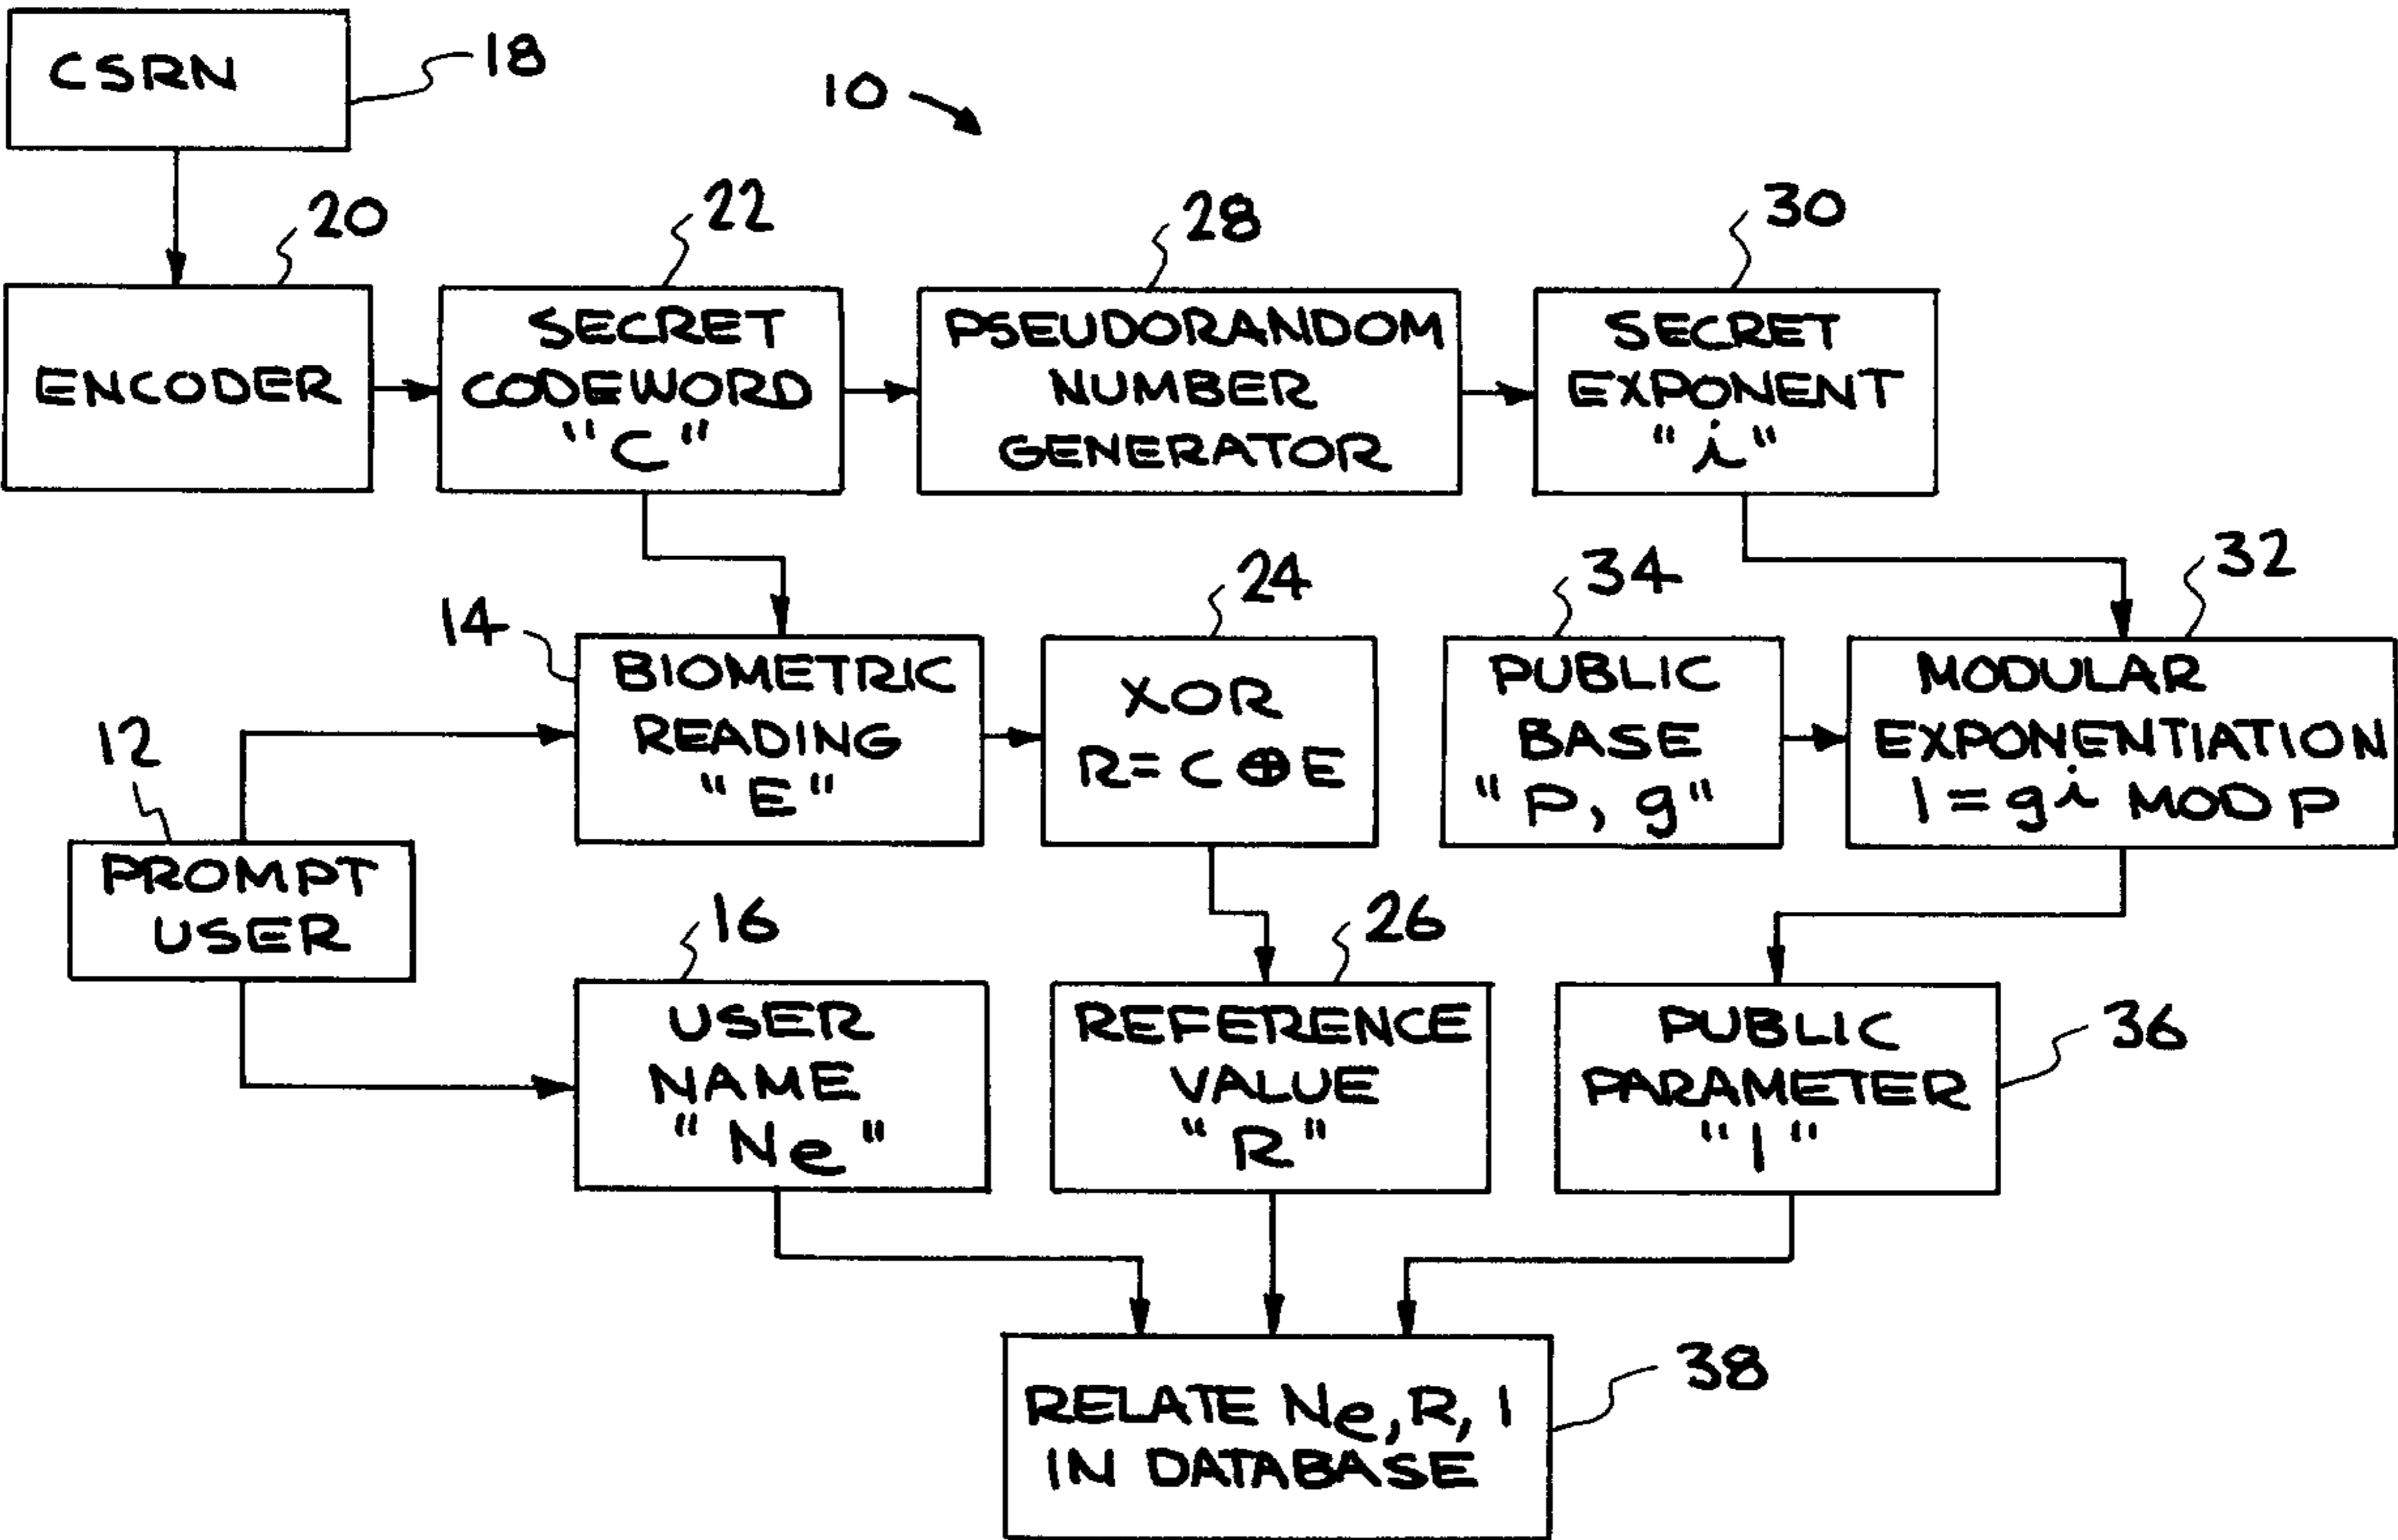 CSRN
18
10
20
22
28
30
ENCODER
SECRET
CODEWORD
"C"
PSEUDORANDOM
NUMBER
GENERATOR
SECRET
EXPONENT
"i"
14
24
34
32
BIOMETRIC
READING
"E"
XOR
R=C⊕E
PUBLIC
BASE
"P, g"
MODULAR
EXPONENTIATION
I = gi MOD P
12
PROMPT
USER
16
26
36
USER
NAME
"Ne"
REFERENCE
VALUE
"R"
PUBLIC
PARAMETER
"I"
38
RELATE Ne, R, I
IN DATABASE